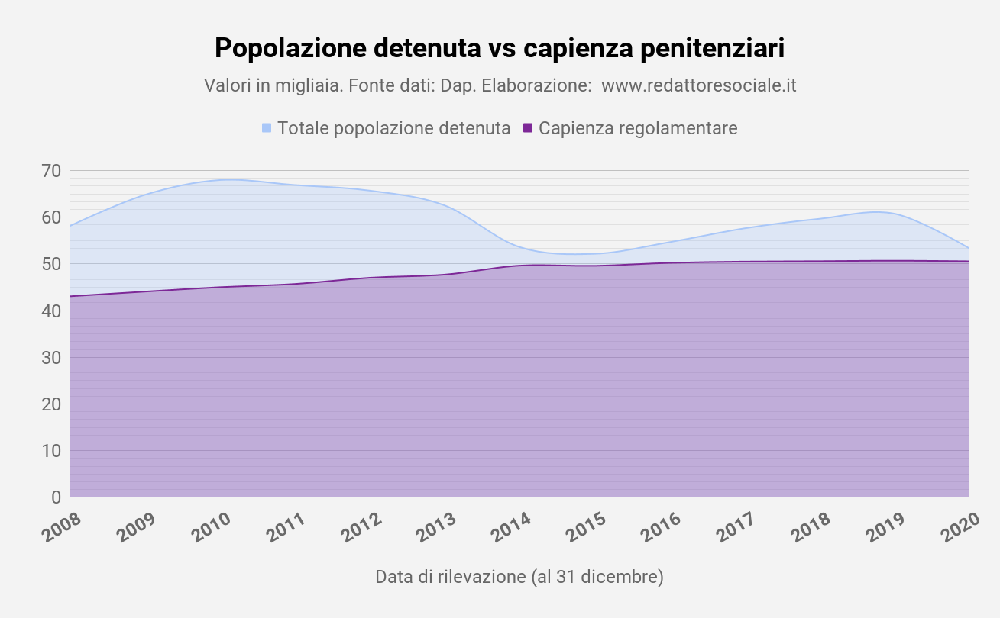 Popolazione detenuta vs capienza penitenziari
Valori in migliaia. Fonte dati: Dap. Elaborazione:  www.redattoresociale.it
Totale popolazione detenuta Capienza regolamentare
70
60
50
40
30
20
10
0
2008 2009 2010 2011 2012 2013 2014 2015 2016 2017 2018 2019 2020
Data di rilevazione (al 31 dicembre)